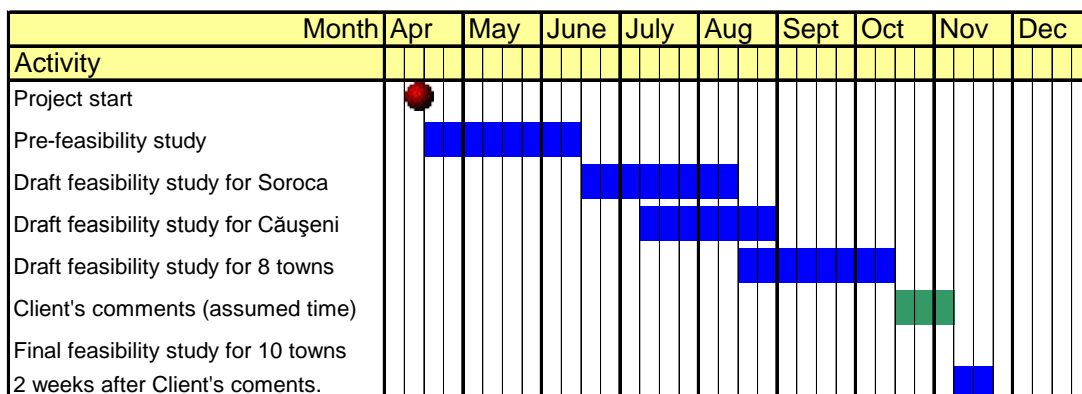 Month Apr May June July Aug Sept Oct Nov Dec
Activity
Project start
Pre-feasibility study
Draft feasibility study for Soroca
Draft feasibility study for Căuşeni
Draft feasibility study for 8 towns
Client's comments (assumed time)
Final feasibility study for 10 towns
2 weeks after Client's coments.